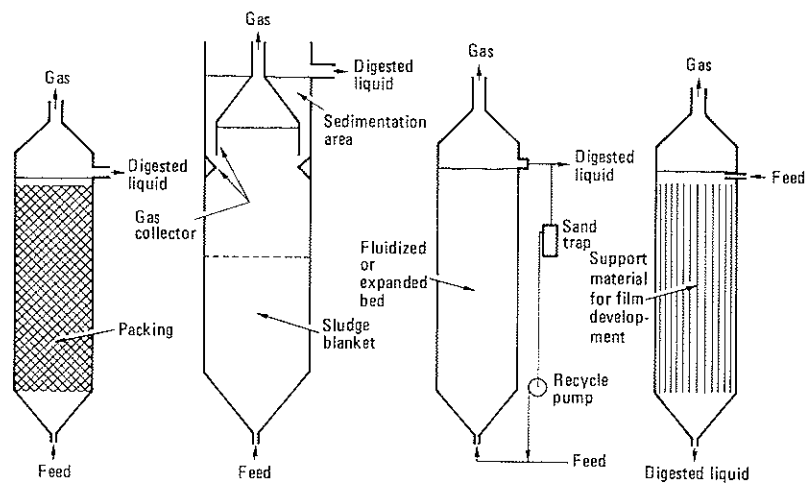 Gas
Digested
liquid
Packing
Feed
Gas
Digested
liquid
Sedimentation
area
Gas
collector
Sludge
blanket
Feed
Gas
Digested
liquid
Sand
trap
Fluidized or
expanded
bed
Recycle
pump
Feed
Gas
Feed
Support
material
for film
develop-
ment
Digested liquid